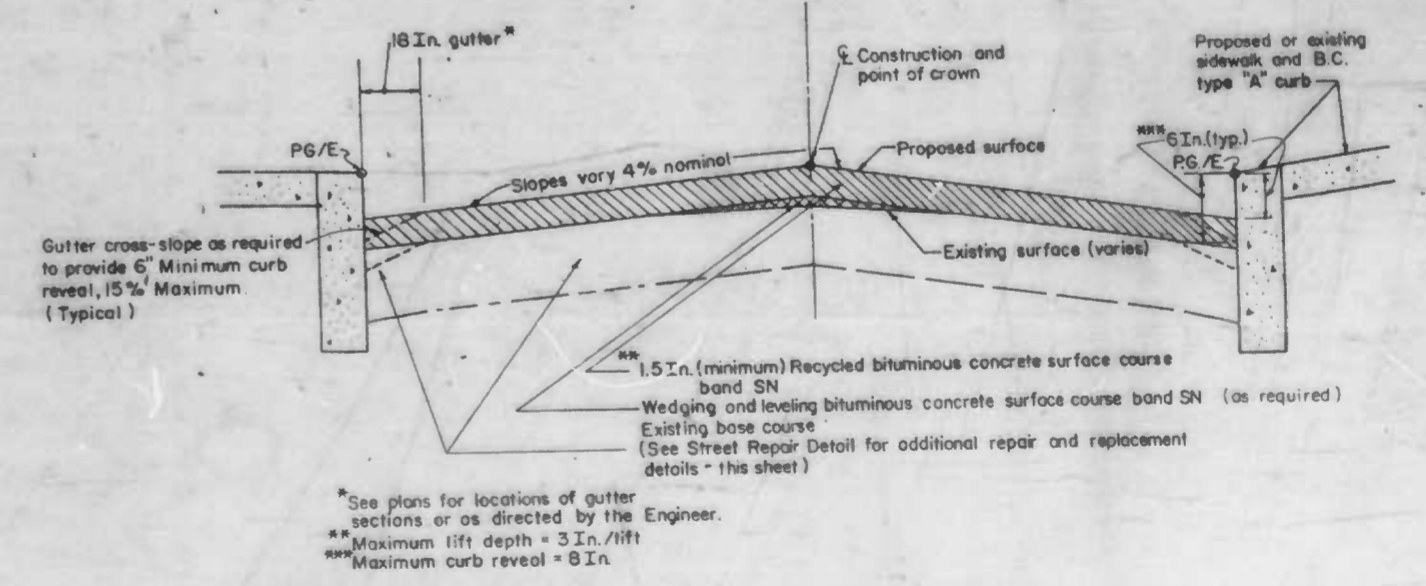 18 In. gutter*
℄ Construction and
point of crown
Proposed or existing
sidewalk and B.C.
type "A" curb
***6 In.(typ.)
PG/E
PG/E
Slopes vary 4% nominal
Proposed surface
Gutter cross-slope as required
to provide 6" Minimum curb
reveal, 15% Maximum.
(Typical)
Existing surface (varies)
**1.5 In. (minimum) Recycled bituminous concrete surface course
band SN
Wedging and leveling bituminous concrete surface course band SN (as required)
Existing base course
(See Street Repair Detail for additional repair and replacement
details - this sheet)
*See plans for locations of gutter
sections or as directed by the Engineer.
**Maximum lift depth = 3 In./lift
***Maximum curb reveal = 8 In.